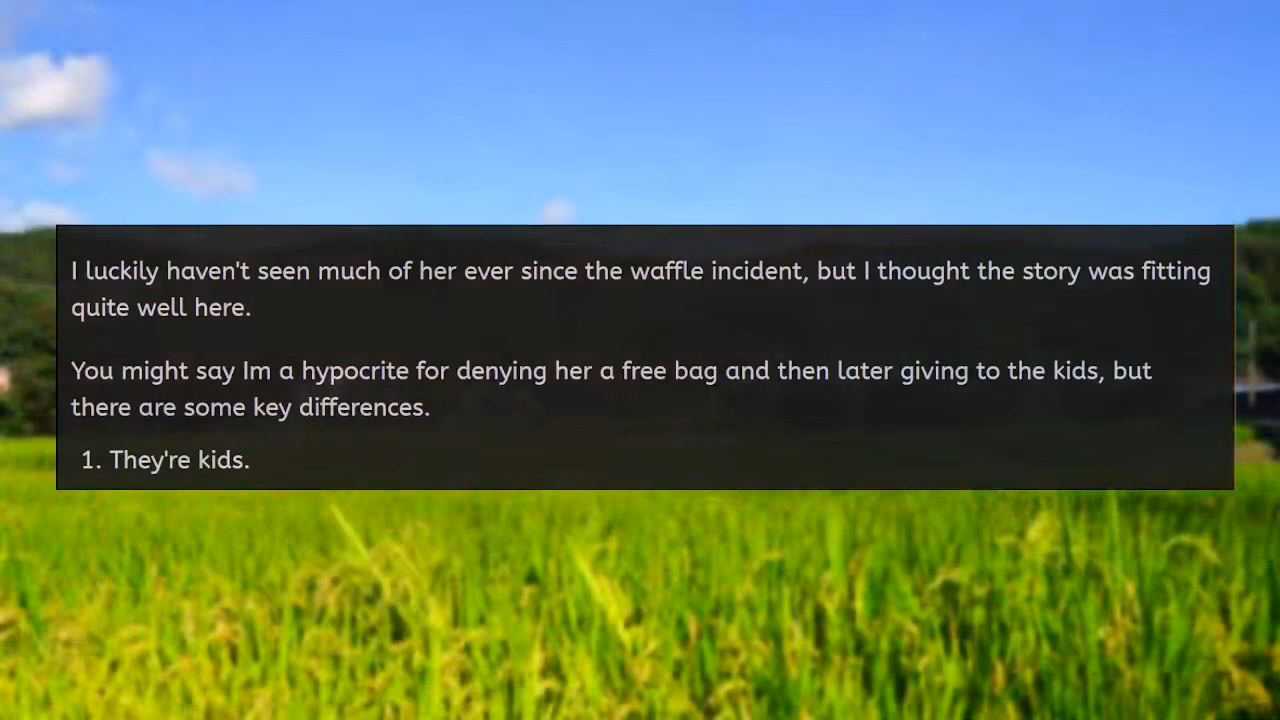 I luckily haven't seen much of her ever since the waffle incident, but I thought the story was fitting
quite well here.
You might say Im a hypocrite for denying her a free bag and then later giving to the kids, but
there are some key differences.
1. They're kids.